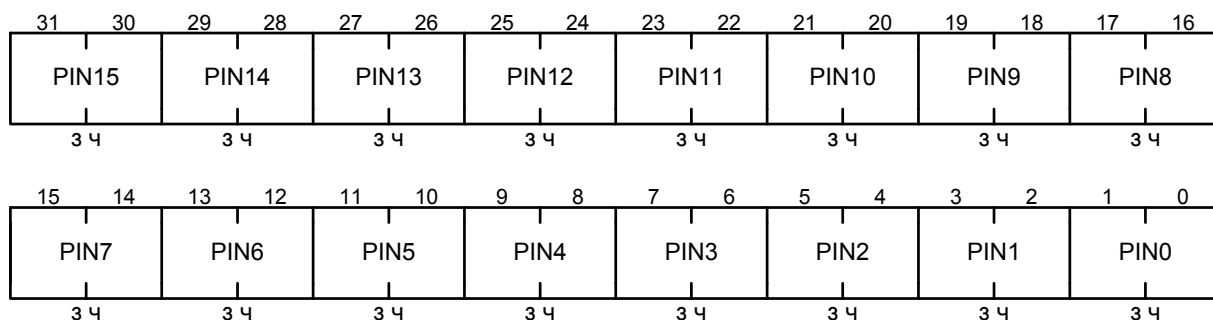 31 30 29 28 27 26 25 24 23 22 21 20 19 18 17 16
PIN15 PIN14 PIN13 PIN12 PIN11 PIN10 PIN9 PIN8
з ч з ч з ч з ч з ч з ч з ч з ч
15 14 13 12 11 10 9 8 7 6 5 4 3 2 1 0
PIN7 PIN6 PIN5 PIN4 PIN3 PIN2 PIN1 PIN0
з ч з ч з ч з ч з ч з ч з ч з ч